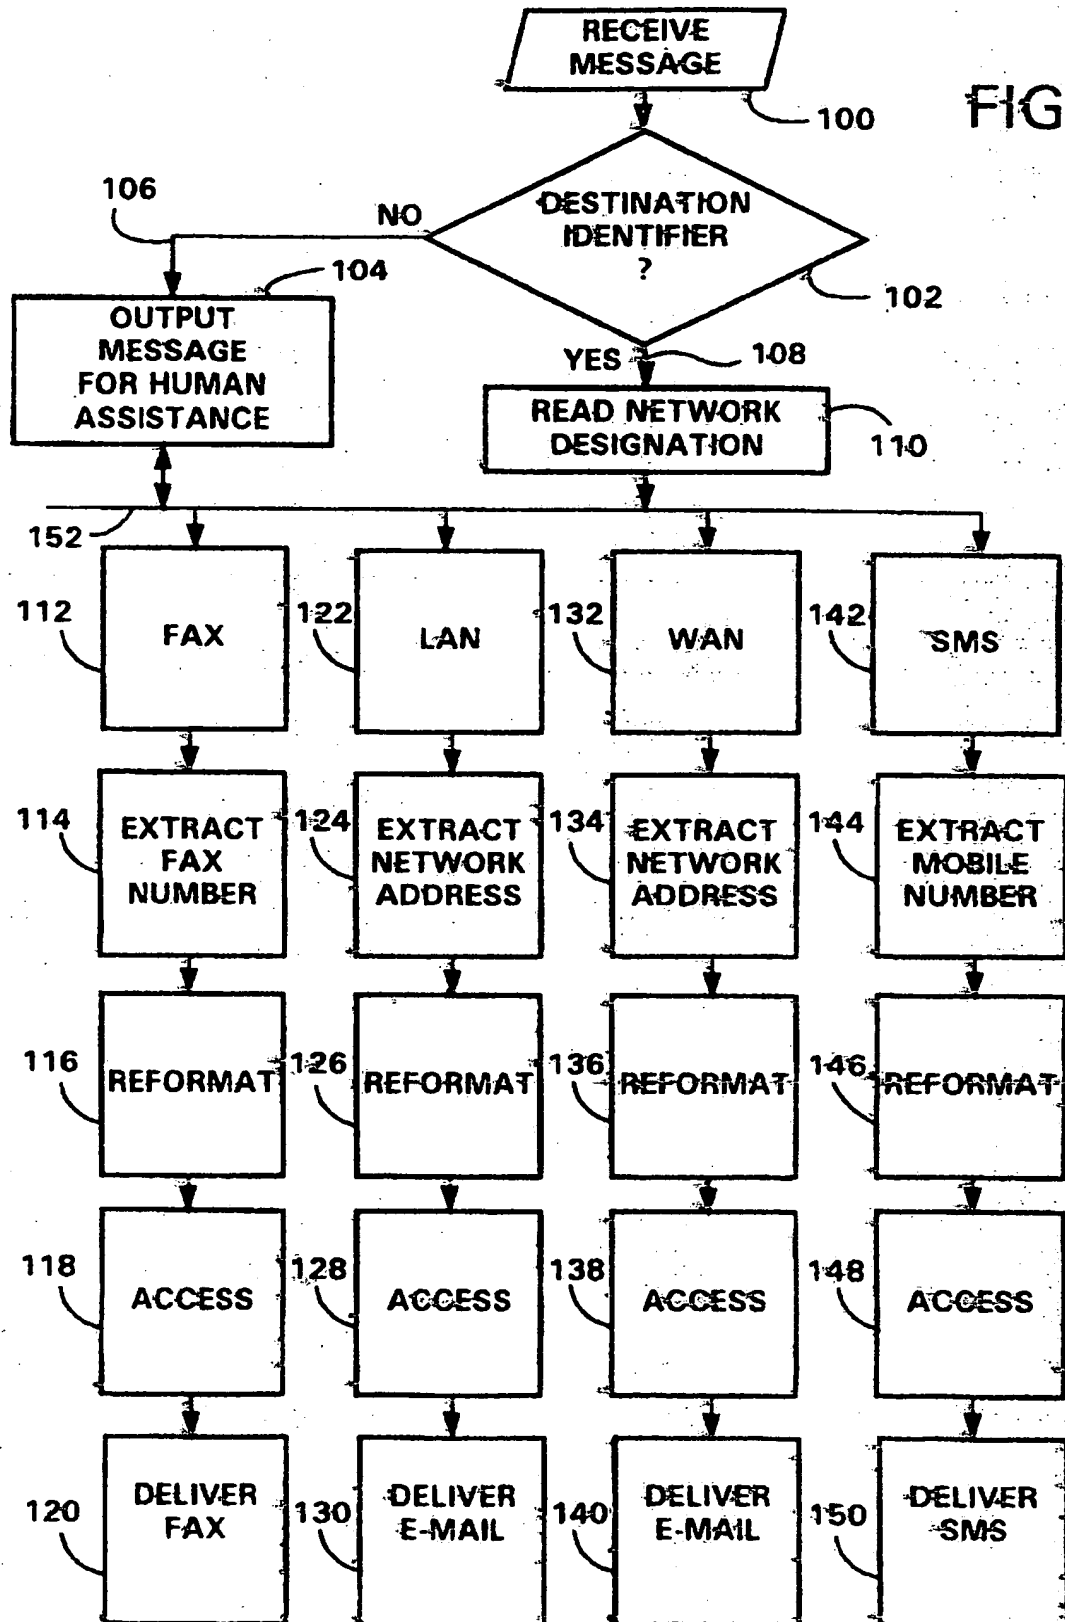 RECEIVE
MESSAGE
100
FIG
DESTINATION
IDENTIFIER
?
102
NO
106
104
OUTPUT
MESSAGE
FOR HUMAN
ASSISTANCE
YES
108
READ NETWORK
DESIGNATION
110
152
112
FAX
122
LAN
132
WAN
142
SMS
114
EXTRACT
FAX
NUMBER
124
EXTRACT
NETWORK
ADDRESS
134
EXTRACT
NETWORK
ADDRESS
144
EXTRACT
MOBILE
NUMBER
116
REFORMAT
126
REFORMAT
136
REFORMAT
146
REFORMAT
118
ACCESS
128
ACCESS
138
ACCESS
148
ACCESS
120
DELIVER
FAX
130
DELIVER
E-MAIL
140
DELIVER
E-MAIL
150
DELIVER
SMS